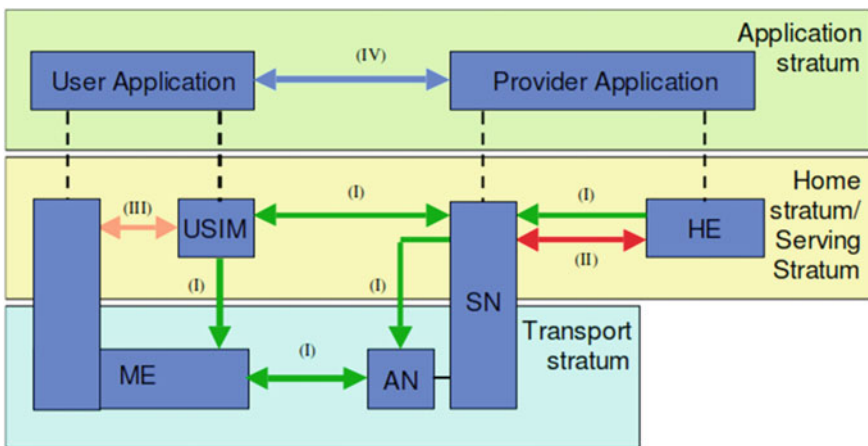 Application
stratum
(IV)
User Application
Provider Application
Home
stratum/
Serving
Stratum
(III)
USIM
(I)
(I)
HE
(II)
(I)
(I)
SN
Transport
stratum
ME
(I)
AN